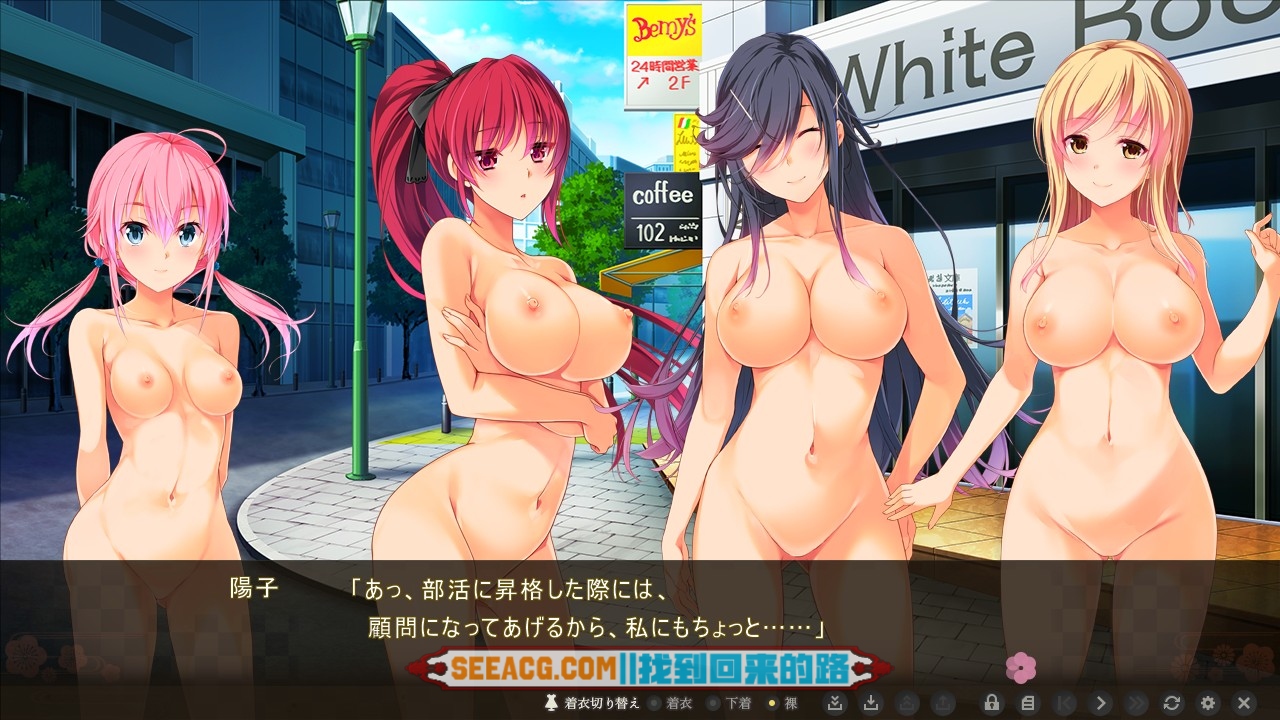 Bemy's
24時間営業
↗ 2F
White Bo
coffee
102
陽子
「あっ、部活に昇格した際には、
顧問になってあげるから、私にもちょっと……」
SEEACG.COM||找到回来的路
着衣切り替え 着衣 下着 裸